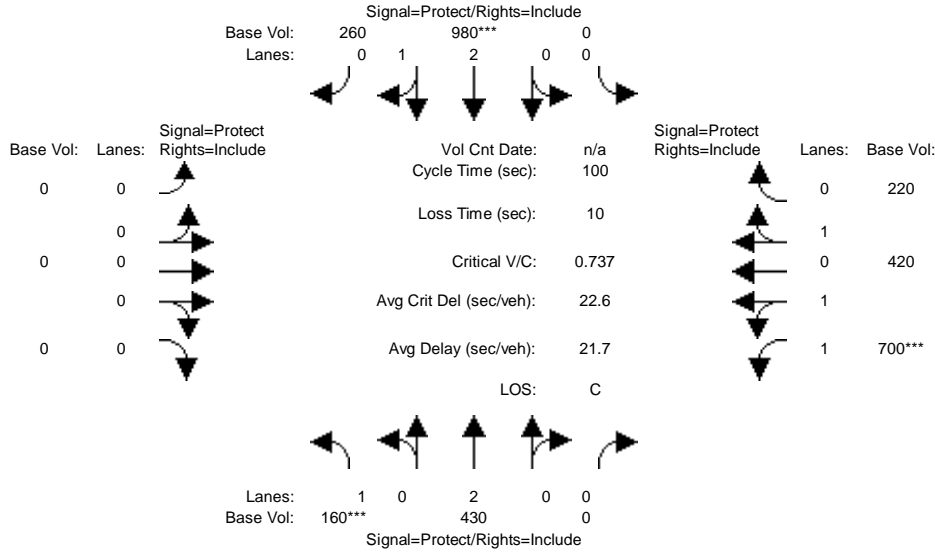 Signal=Protect/Rights=Include
Base Vol: 260 980*** 0
Lanes: 0 1 2 0 0
Signal=Protect Signal=Protect
Base Vol: Lanes: Rights=Include Vol Cnt Date: n/a Rights=Include Lanes: Base Vol:
Cycle Time (sec): 100
0 0 0 220
Loss Time (sec): 10
0 1
0 0 Critical V/C: 0.737 0 420
0 Avg Crit Del (sec/veh): 22.6 1
0 0 Avg Delay (sec/veh): 21.7 1 700***
LOS: C
Lanes: 1 0 2 0 0
Base Vol: 160*** 430 0
Signal=Protect/Rights=Include